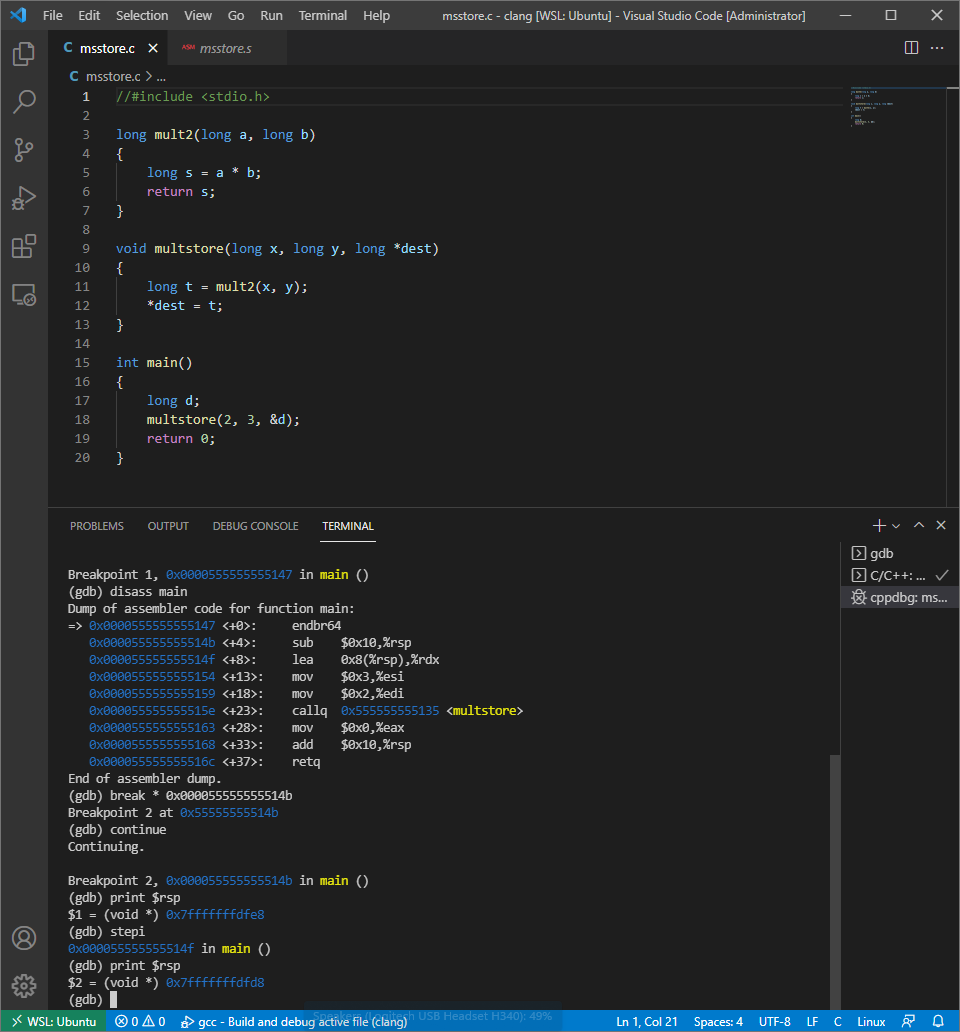 File Edit Selection View Go Run Terminal Help msstore.c - clang [WSL: Ubuntu] - Visual Studio Code [Administrator]
C msstore.c ASM msstore.s
C msstore.c > ...
1 //#include <stdio.h>
2
3 long mult2(long a, long b)
4 {
5 long s = a * b;
6 return s;
7 }
8
9 void multstore(long x, long y, long *dest)
10 {
11 long t = mult2(x, y);
12 *dest = t;
13 }
14
15 int main()
16 {
17 long d;
18 multstore(2, 3, &d);
19 return 0;
20 }
PROBLEMS OUTPUT DEBUG CONSOLE TERMINAL
gdb
C/C++: ...
cppdbg: ms...
Breakpoint 1, 0x0000555555555147 in main ()
(gdb) disass main
Dump of assembler code for function main:
=> 0x0000555555555147 <+0>: endbr64
0x000055555555514b <+4>: sub $0x10,%rsp
0x000055555555514f <+8>: lea 0x8(%rsp),%rdx
0x0000555555555154 <+13>: mov $0x3,%esi
0x0000555555555159 <+18>: mov $0x2,%edi
0x000055555555515e <+23>: callq 0x555555555135 <multstore>
0x0000555555555163 <+28>: mov $0x0,%eax
0x0000555555555168 <+33>: add $0x10,%rsp
0x000055555555516c <+37>: retq
End of assembler dump.
(gdb) break * 0x000055555555514b
Breakpoint 2 at 0x55555555514b
(gdb) continue
Continuing.
Breakpoint 2, 0x000055555555514b in main ()
(gdb) print $rsp
$1 = (void *) 0x7fffffffdfe8
(gdb) stepi
0x000055555555514f in main ()
(gdb) print $rsp
$2 = (void *) 0x7fffffffdfd8
(gdb)
Speakers (Logitech USB Headset H340): 49%
WSL: Ubuntu 0 0 gcc - Build and debug active file (clang) Ln 1, Col 21 Spaces: 4 UTF-8 LF C Linux